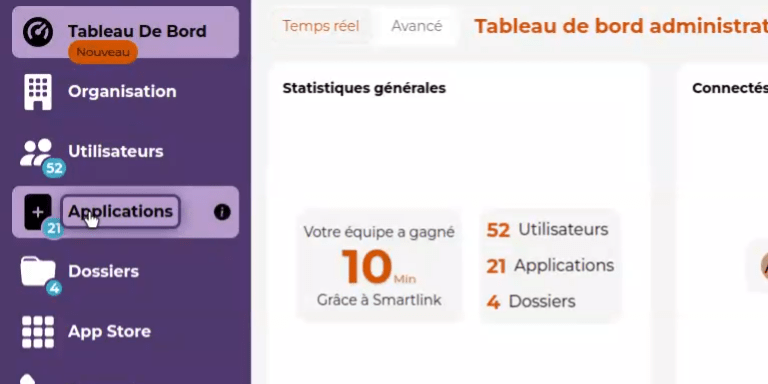 Tableau De Bord
Nouveau
Organisation
Utilisateurs
52
Applications
21
Dossiers
4
App Store
Temps réel
Avancé
Tableau de bord administrat
Statistiques générales
Votre équipe a gagné
10 Min
Grâce à Smartlink
52 Utilisateurs
21 Applications
4 Dossiers
Connectés